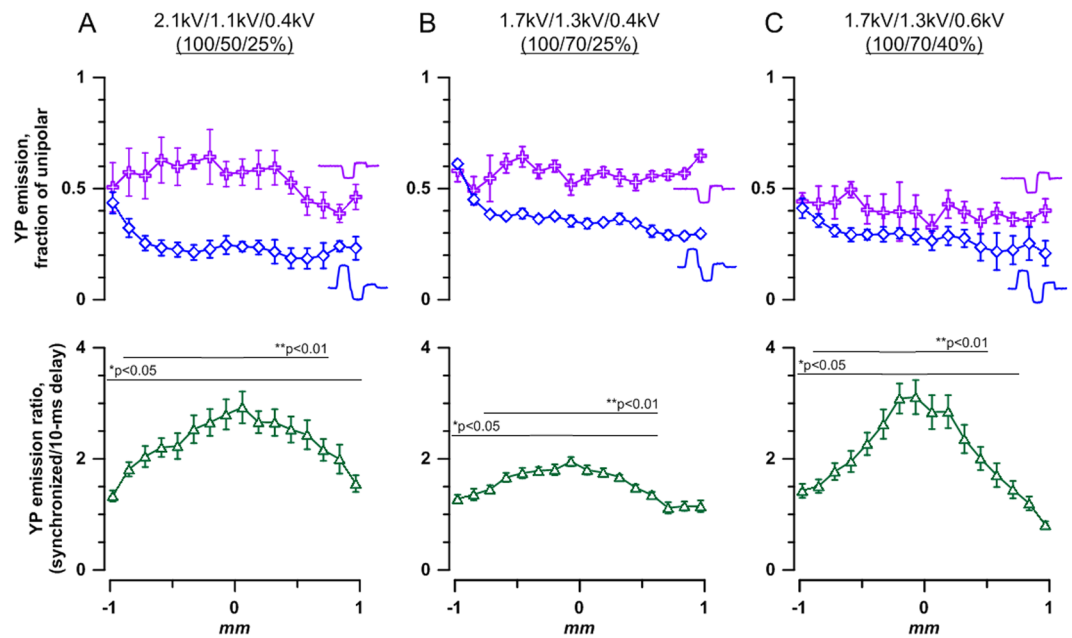 A
2.1kV/1.1kV/0.4kV
(100/50/25%)
B
1.7kV/1.3kV/0.4kV
(100/70/25%)
C
1.7kV/1.3kV/0.6kV
(100/70/40%)
YP emission,
fraction of unipolar
1
0.5
0
1
0.5
0
1
0.5
0
YP emission ratio,
(synchronized/10-ms delay)
4
2
0
**p<0.01
*p<0.05
4
2
0
**p<0.01
*p<0.05
4
2
0
**p<0.01
*p<0.05
-1
0
1
mm
-1
0
1
mm
-1
0
1
mm